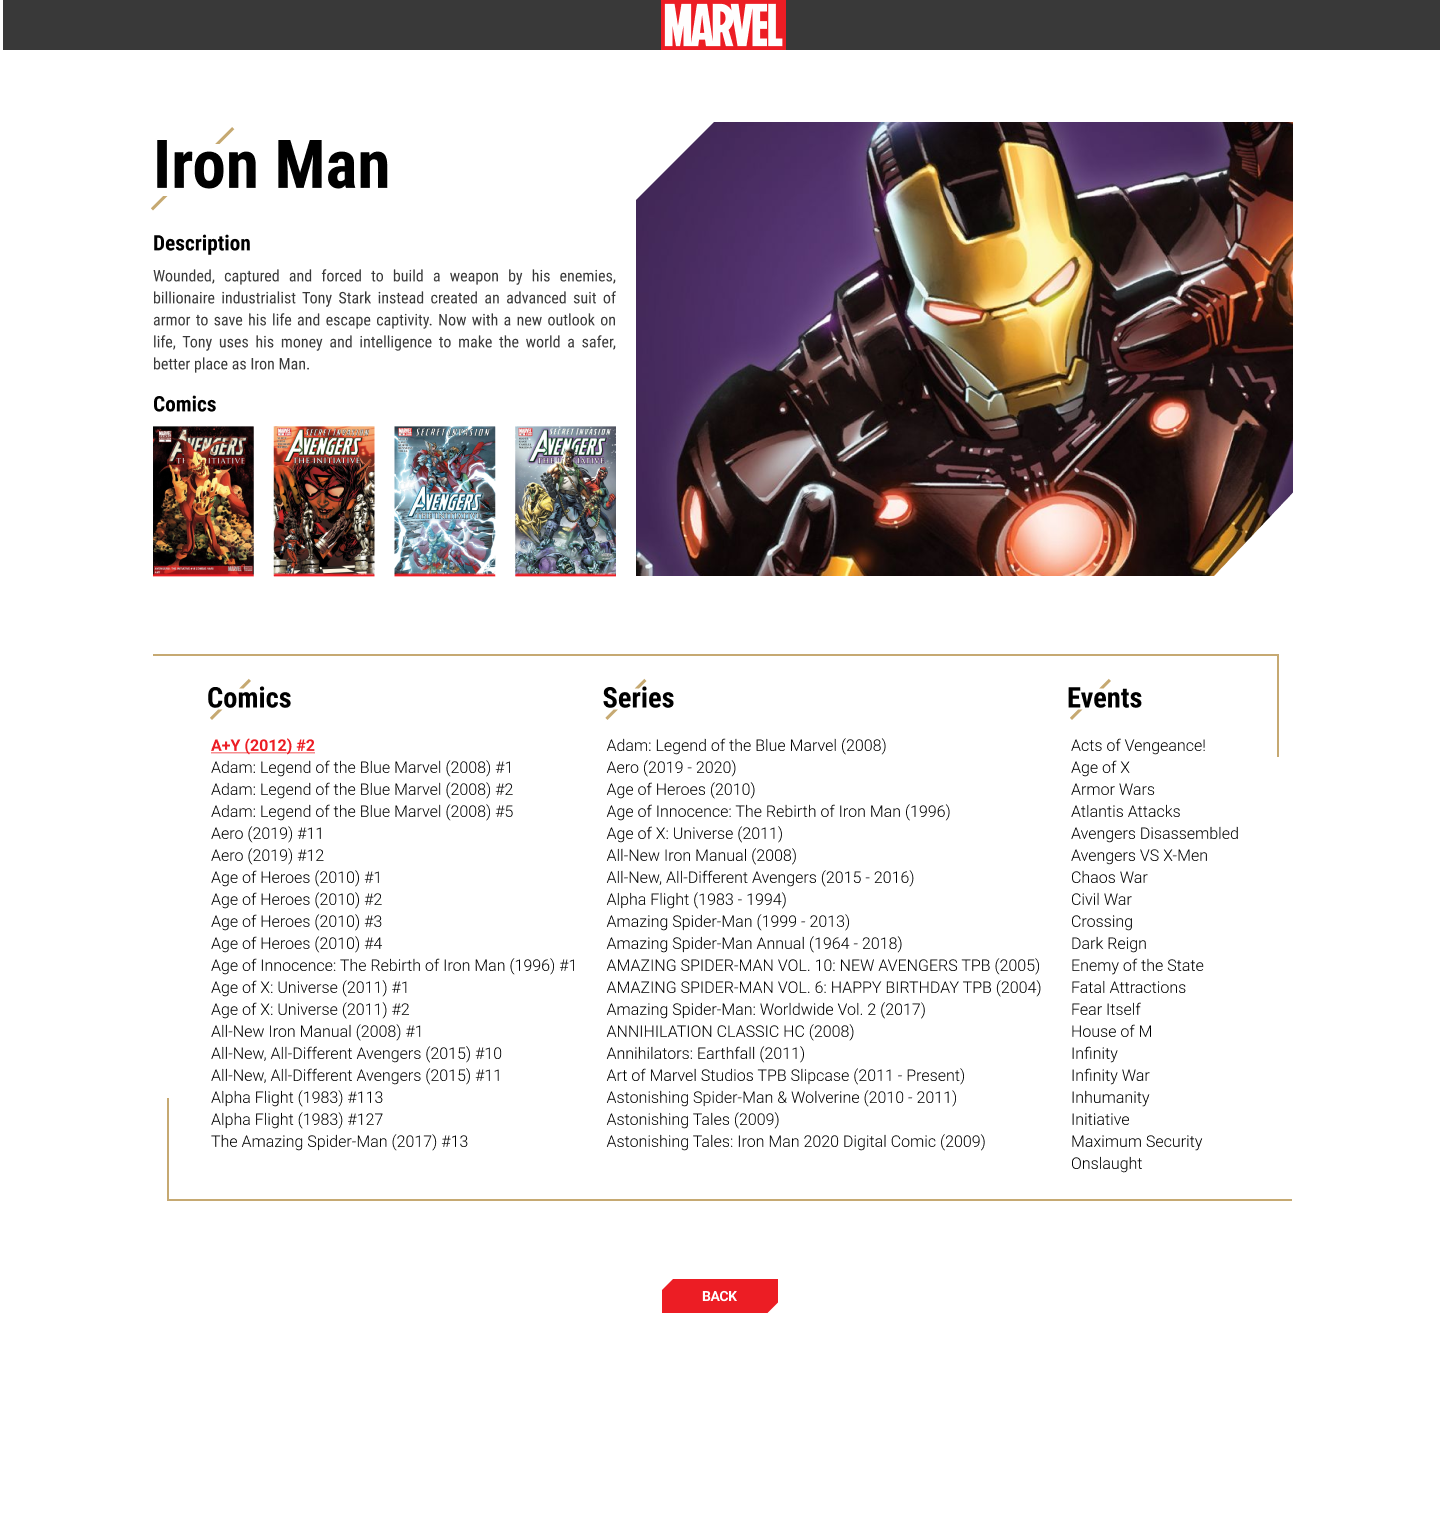 MARVEL
Iron Man
Description
Wounded, captured and forced to build a weapon by his enemies,
billionaire industrialist Tony Stark instead created an advanced suit of
armor to save his life and escape captivity. Now with a new outlook on
life, Tony uses his money and intelligence to make the world a safer,
better place as Iron Man.
Comics
AVENGERS
THE INITIATIVE
SECRET INVASION
AVENGERS
THE INITIATIVE
SECRET INVASION
AVENGERS
THE INITIATIVE
SECRET INVASION
AVENGERS
THE INITIATIVE
Comics
A+Y (2012) #2
Adam: Legend of the Blue Marvel (2008) #1
Adam: Legend of the Blue Marvel (2008) #2
Adam: Legend of the Blue Marvel (2008) #5
Aero (2019) #11
Aero (2019) #12
Age of Heroes (2010) #1
Age of Heroes (2010) #2
Age of Heroes (2010) #3
Age of Heroes (2010) #4
Age of Innocence: The Rebirth of Iron Man (1996) #1
Age of X: Universe (2011) #1
Age of X: Universe (2011) #2
All-New Iron Manual (2008) #1
All-New, All-Different Avengers (2015) #10
All-New, All-Different Avengers (2015) #11
Alpha Flight (1983) #113
Alpha Flight (1983) #127
The Amazing Spider-Man (2017) #13
Series
Adam: Legend of the Blue Marvel (2008)
Aero (2019 - 2020)
Age of Heroes (2010)
Age of Innocence: The Rebirth of Iron Man (1996)
Age of X: Universe (2011)
All-New Iron Manual (2008)
All-New, All-Different Avengers (2015 - 2016)
Alpha Flight (1983 - 1994)
Amazing Spider-Man (1999 - 2013)
Amazing Spider-Man Annual (1964 - 2018)
AMAZING SPIDER-MAN VOL. 10: NEW AVENGERS TPB (2005)
AMAZING SPIDER-MAN VOL. 6: HAPPY BIRTHDAY TPB (2004)
Amazing Spider-Man: Worldwide Vol. 2 (2017)
ANNIHILATION CLASSIC HC (2008)
Annihilators: Earthfall (2011)
Art of Marvel Studios TPB Slipcase (2011 - Present)
Astonishing Spider-Man & Wolverine (2010 - 2011)
Astonishing Tales (2009)
Astonishing Tales: Iron Man 2020 Digital Comic (2009)
Events
Acts of Vengeance!
Age of X
Armor Wars
Atlantis Attacks
Avengers Disassembled
Avengers VS X-Men
Chaos War
Civil War
Crossing
Dark Reign
Enemy of the State
Fatal Attractions
Fear Itself
House of M
Infinity
Infinity War
Inhumanity
Initiative
Maximum Security
Onslaught
BACK